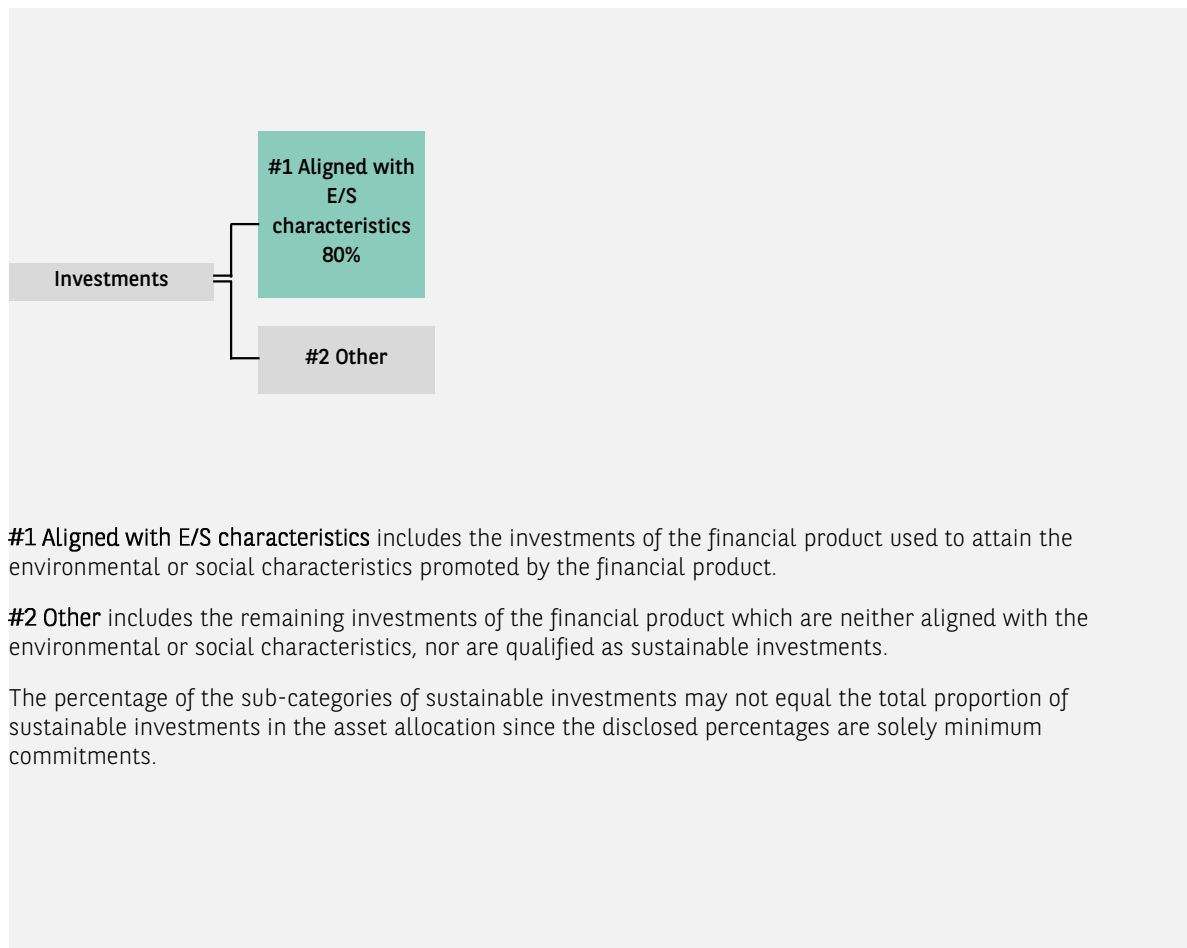 #1 Aligned with
E/S
characteristics
80%
Investments
#2 Other
#1 Aligned with E/S characteristics includes the investments of the financial product used to attain the
environmental or social characteristics promoted by the financial product.
#2 Other includes the remaining investments of the financial product which are neither aligned with the
environmental or social characteristics, nor are qualified as sustainable investments.
The percentage of the sub-categories of sustainable investments may not equal the total proportion of
sustainable investments in the asset allocation since the disclosed percentages are solely minimum
commitments.